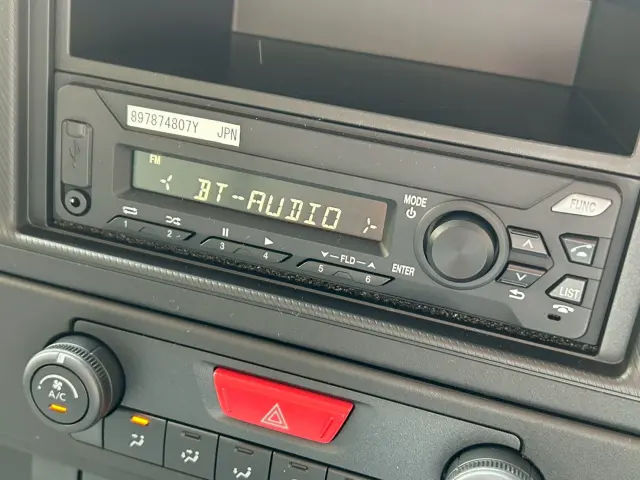 897874807Y JPN
FM
BT-AUDIO
MODE
FUNC
1 2 3 4 5 FLD 6 ENTER
LIST
A/C